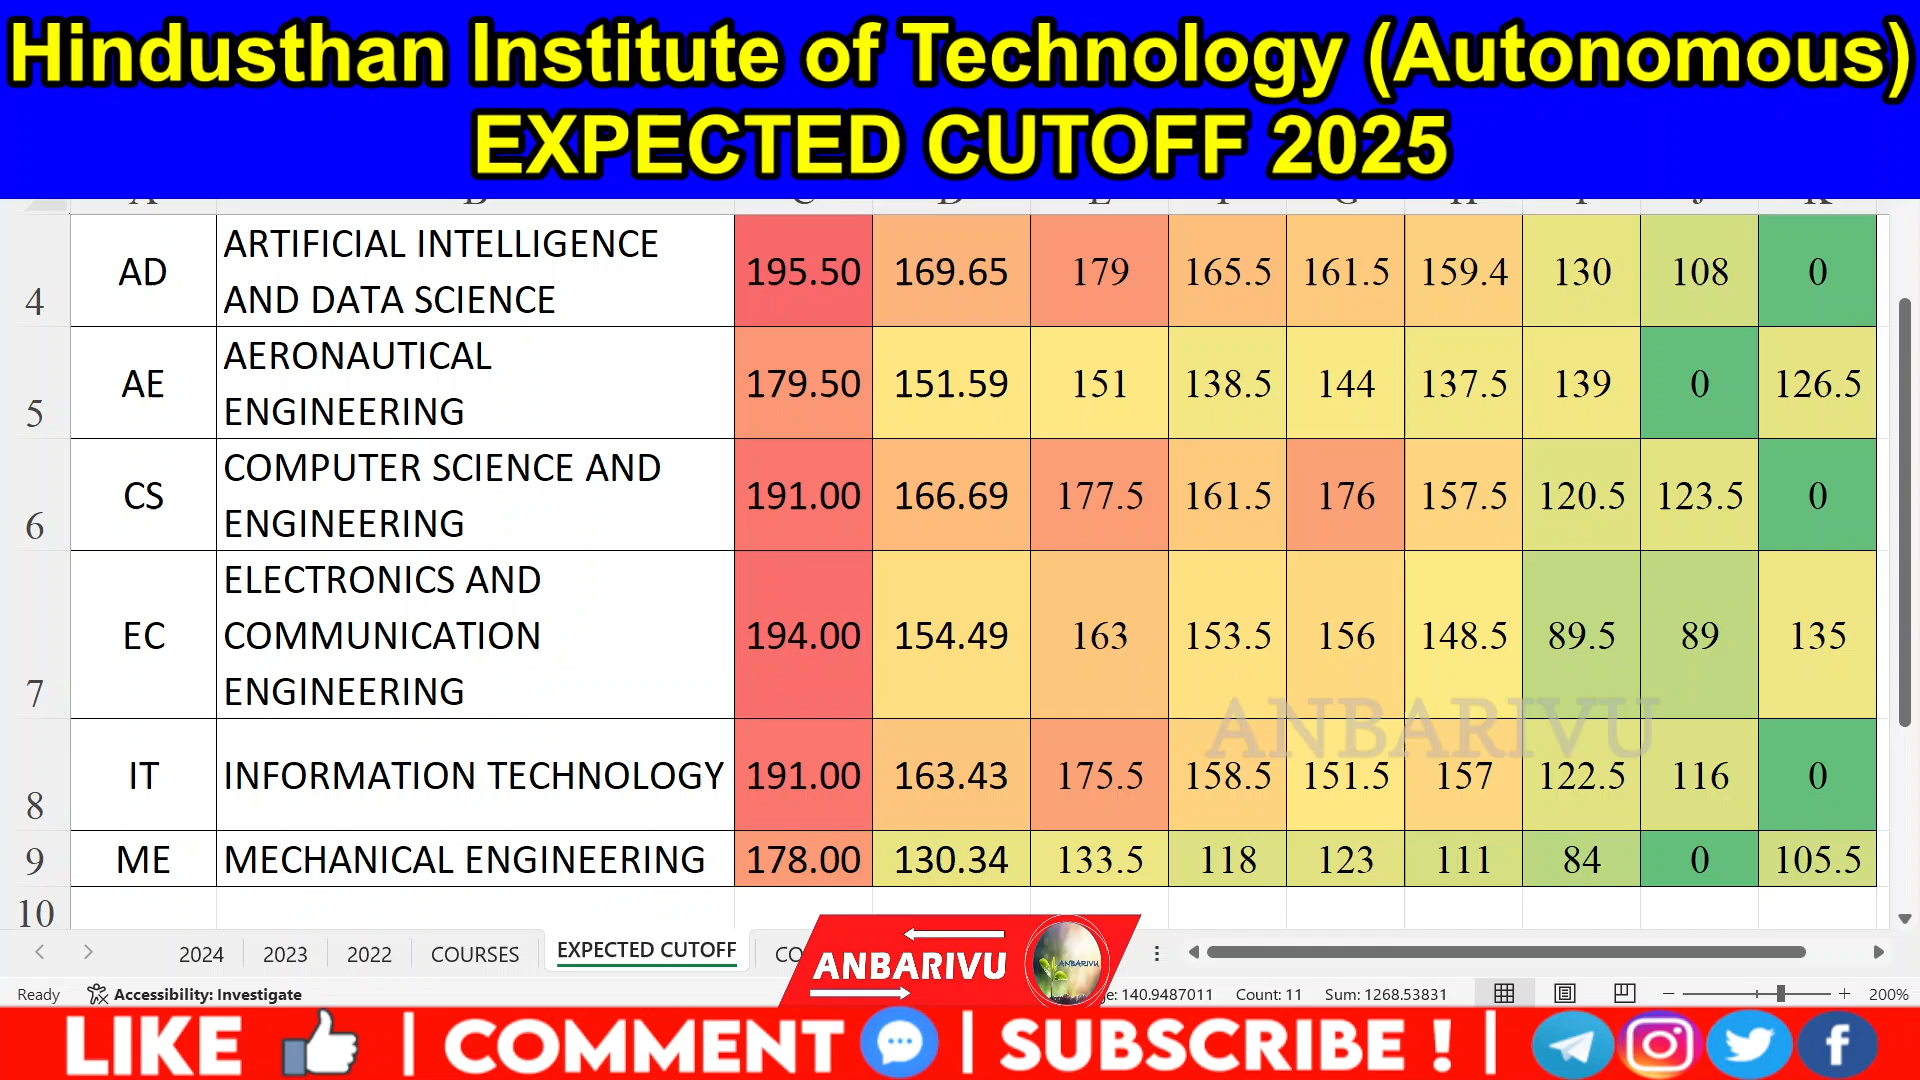 Hindusthan Institute of Technology (Autonomous)
EXPECTED CUTOFF 2025
4 AD ARTIFICIAL INTELLIGENCE AND DATA SCIENCE 195.50 169.65 179 165.5 161.5 159.4 130 108 0
5 AE AERONAUTICAL ENGINEERING 179.50 151.59 151 138.5 144 137.5 139 0 126.5
6 CS COMPUTER SCIENCE AND ENGINEERING 191.00 166.69 177.5 161.5 176 157.5 120.5 123.5 0
7 EC ELECTRONICS AND COMMUNICATION ENGINEERING 194.00 154.49 163 153.5 156 148.5 89.5 89 135
ANBARIVU
8 IT INFORMATION TECHNOLOGY 191.00 163.43 175.5 158.5 151.5 157 122.5 116 0
9 ME MECHANICAL ENGINEERING 178.00 130.34 133.5 118 123 111 84 0 105.5
10
2024 2023 2022 COURSES EXPECTED CUTOFF CO
ANBARIVU ANBARIVU
Ready Accessibility: Investigate e: 140.9487011 Count: 11 Sum: 1268.53831 200%
LIKE | COMMENT | SUBSCRIBE ! |